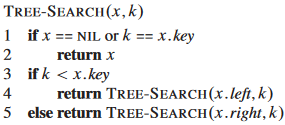 TREE-SEARCH(x, k)
1 if x == NIL or k == x.key
2 return x
3 if k < x.key
4 return TREE-SEARCH(x.left, k)
5 else return TREE-SEARCH(x.right, k)